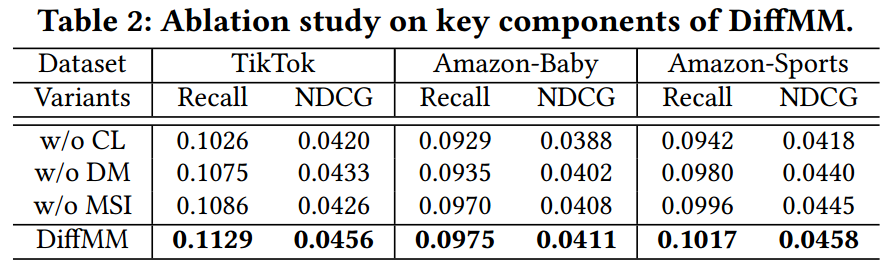 Table 2: Ablation study on key components of DiffMM.
Dataset TikTok Amazon-Baby Amazon-Sports
Variants Recall NDCG Recall NDCG Recall NDCG
w/o CL 0.1026 0.0420 0.0929 0.0388 0.0942 0.0418
w/o DM 0.1075 0.0433 0.0935 0.0402 0.0980 0.0440
w/o MSI 0.1086 0.0426 0.0970 0.0408 0.0996 0.0445
DiffMM 0.1129 0.0456 0.0975 0.0411 0.1017 0.0458